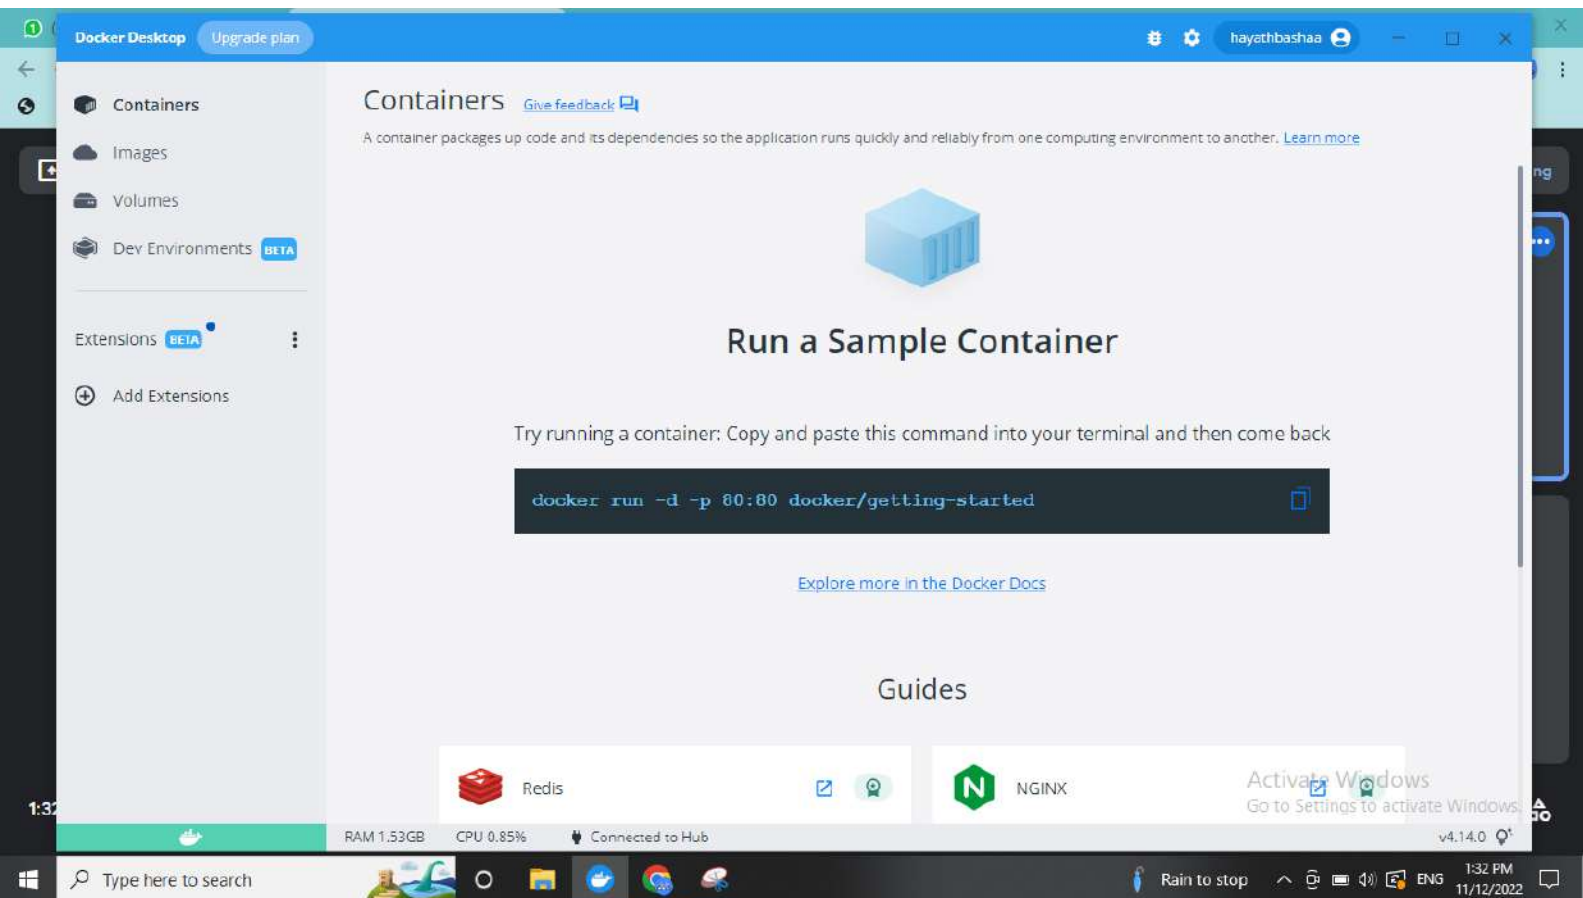 Docker Desktop
Upgrade plan
hayathbashaa
Containers
Images
Volumes
Dev Environments BETA
Extensions BETA
Add Extensions
Containers Give feedback
A container packages up code and its dependencies so the application runs quickly and reliably from one computing environment to another. Learn more
Run a Sample Container
Try running a container: Copy and paste this command into your terminal and then come back
docker run -d -p 80:80 docker/getting-started
Explore more in the Docker Docs
Guides
Redis
NGINX
Activate Windows
Go to Settings to activate Windows.
RAM 1.53GB CPU 0.85% Connected to Hub
v4.14.0
Type here to search
Rain to stop
ENG
1:32 PM
11/12/2022